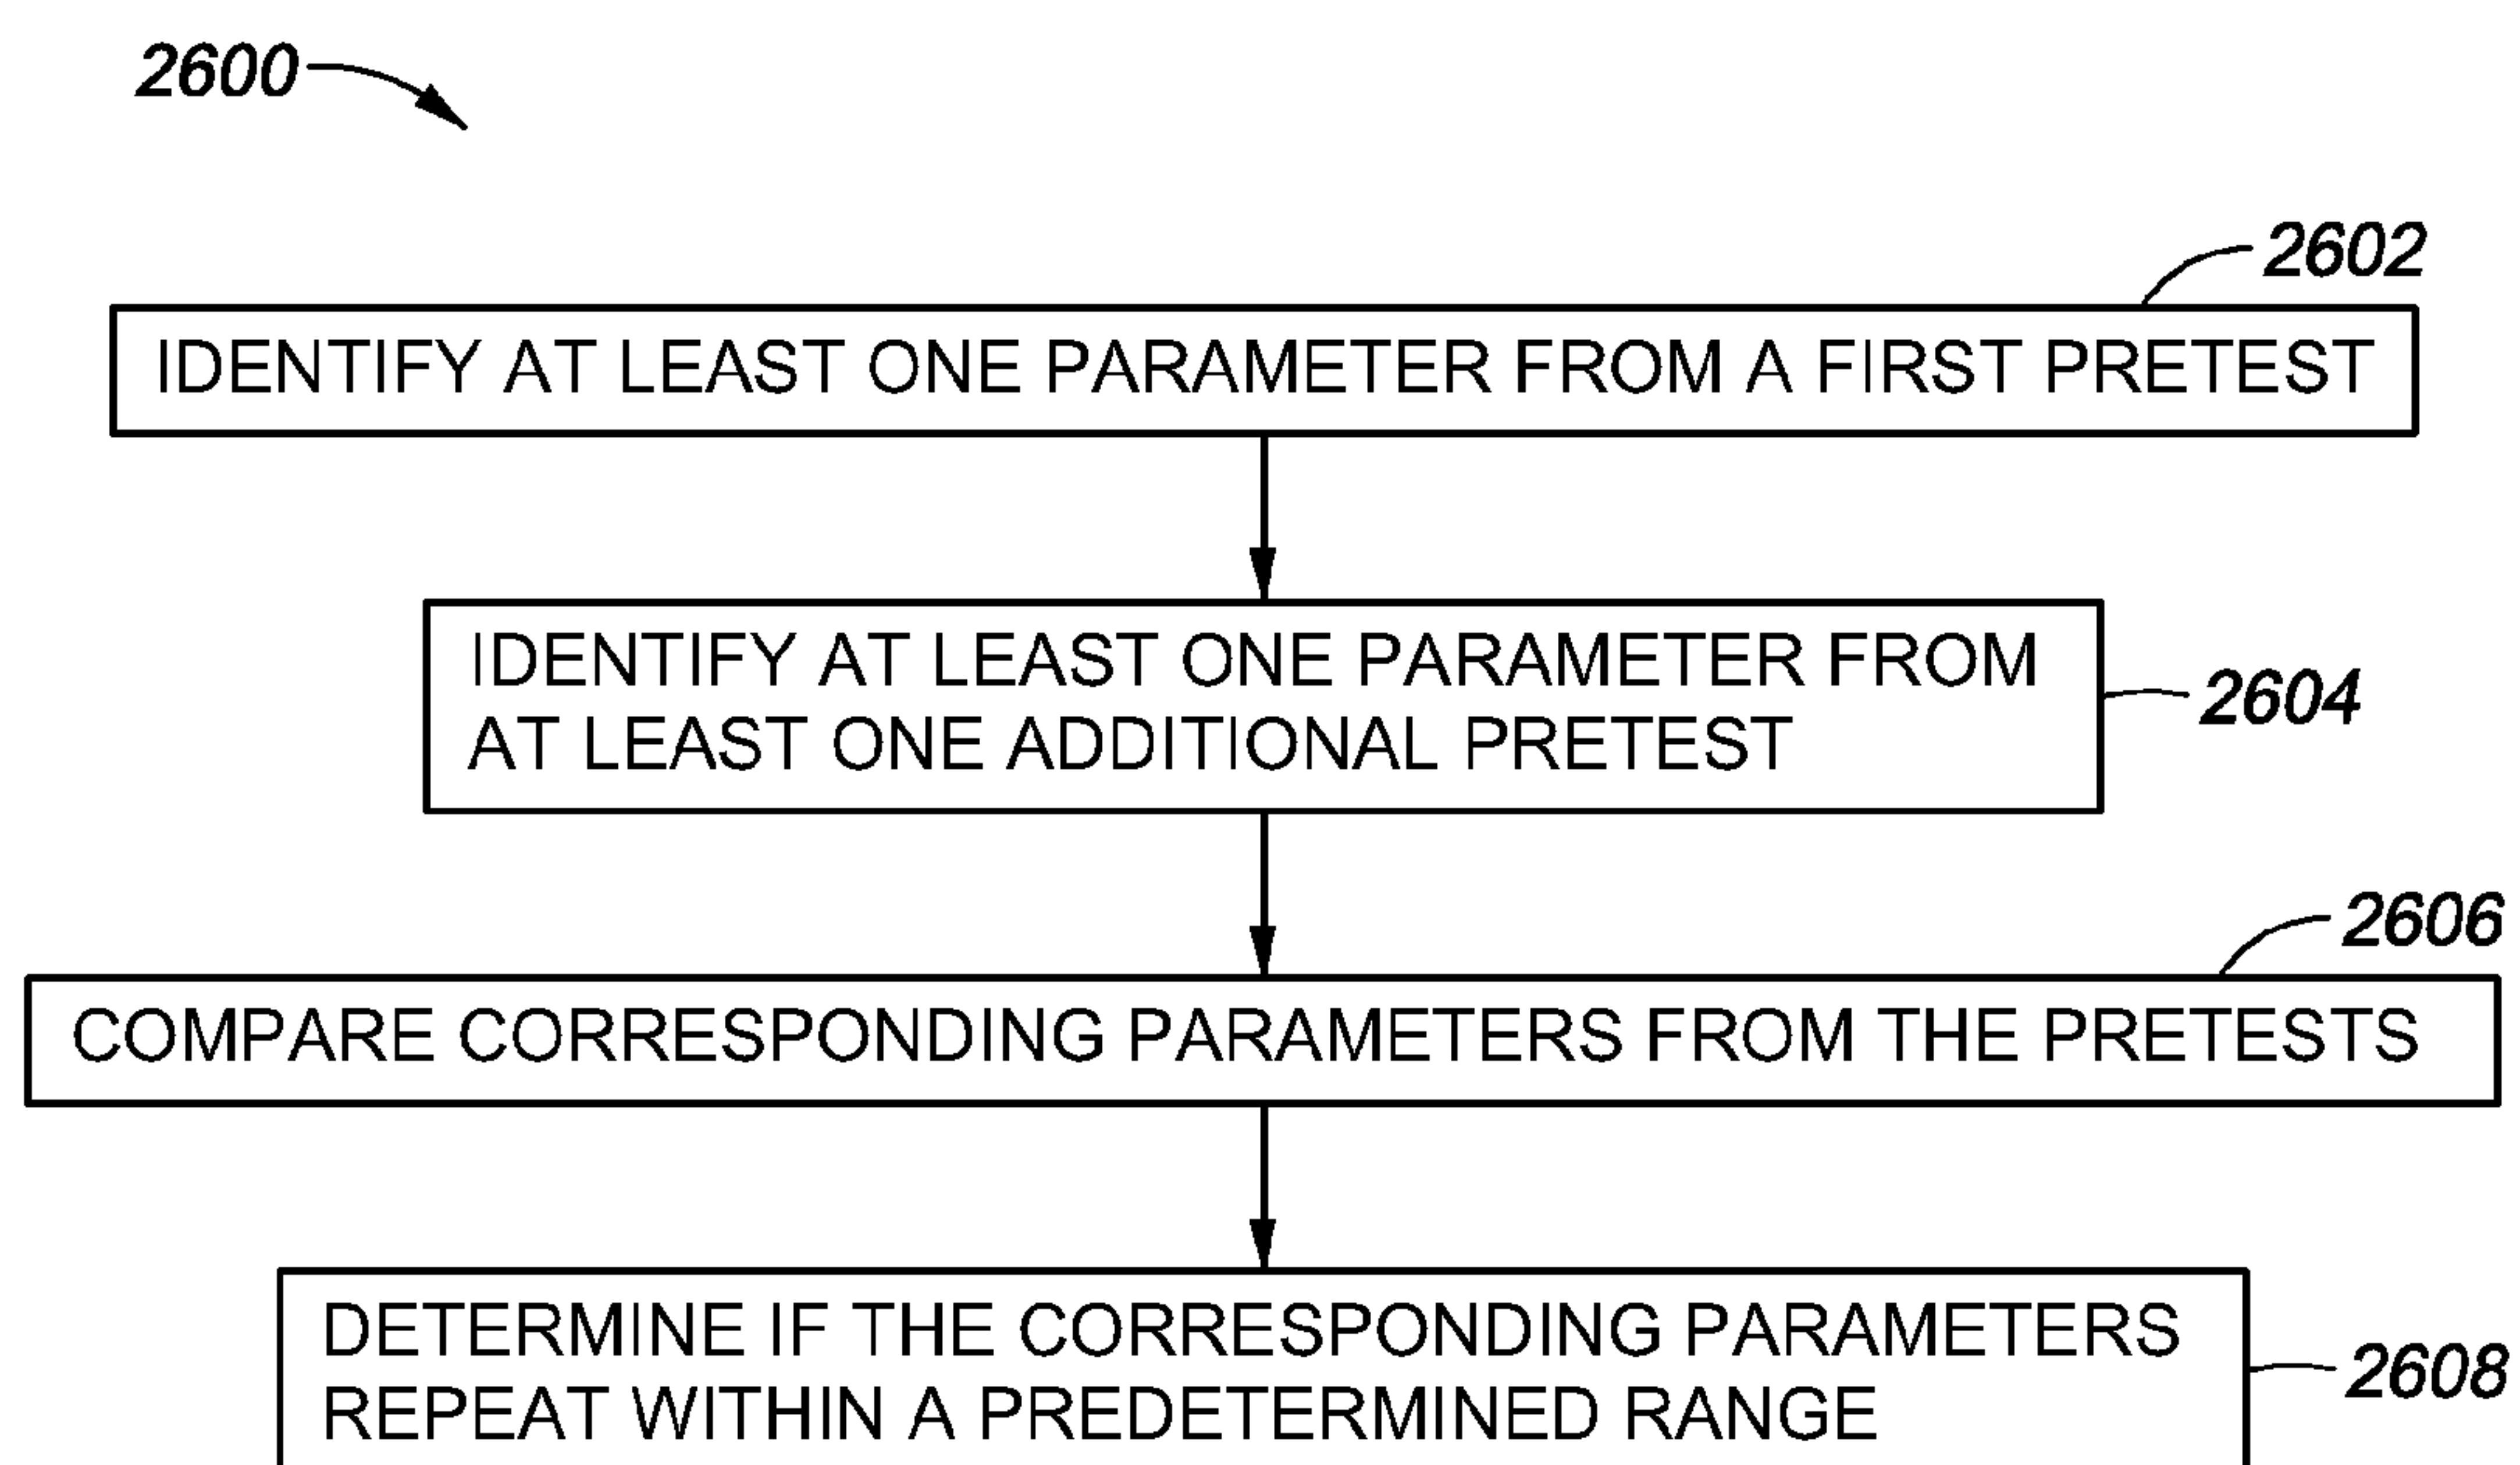 2600
2602
IDENTIFY AT LEAST ONE PARAMETER FROM A FIRST PRETEST
IDENTIFY AT LEAST ONE PARAMETER FROM
AT LEAST ONE ADDITIONAL PRETEST
2604
2606
COMPARE CORRESPONDING PARAMETERS FROM THE PRETESTS
DETERMINE IF THE CORRESPONDING PARAMETERS
REPEAT WITHIN A PREDETERMINED RANGE
2608